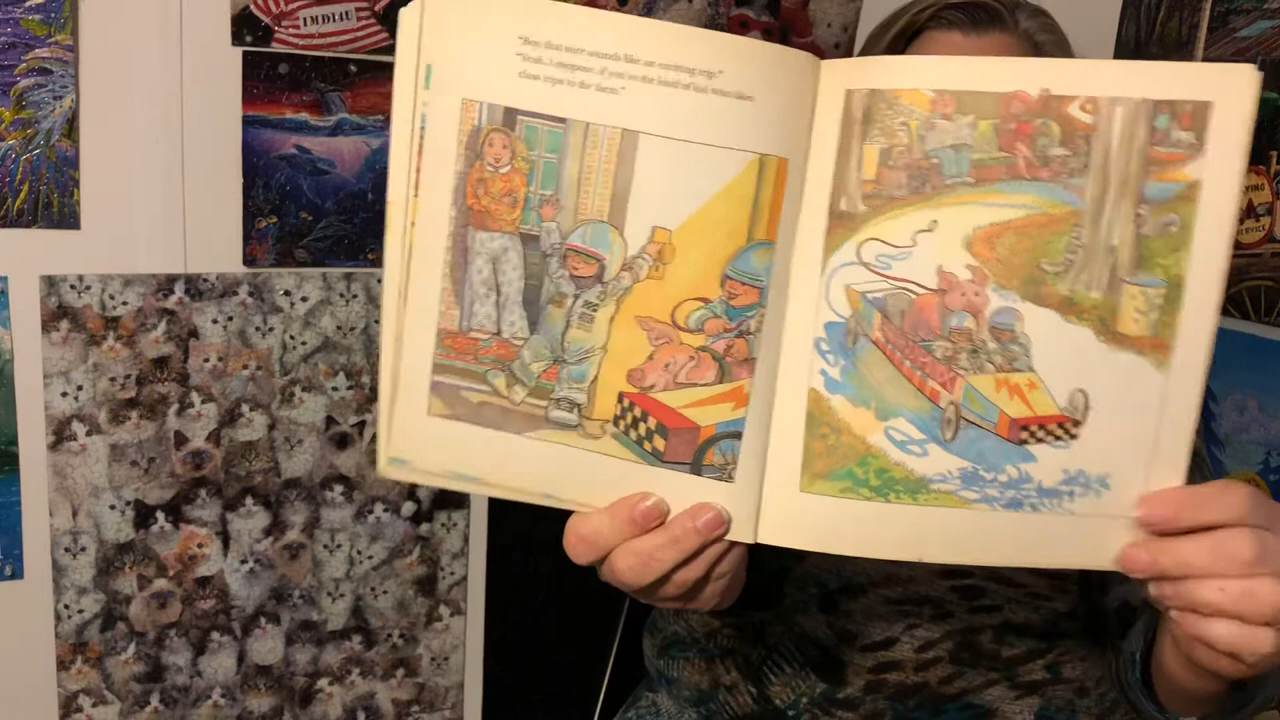 IMDI4U
"Boy, that sure sounds like an exciting trip."
"Yeah, I suppose, if you're the kind of kid who likes
class trips to the farm."
SERVICE